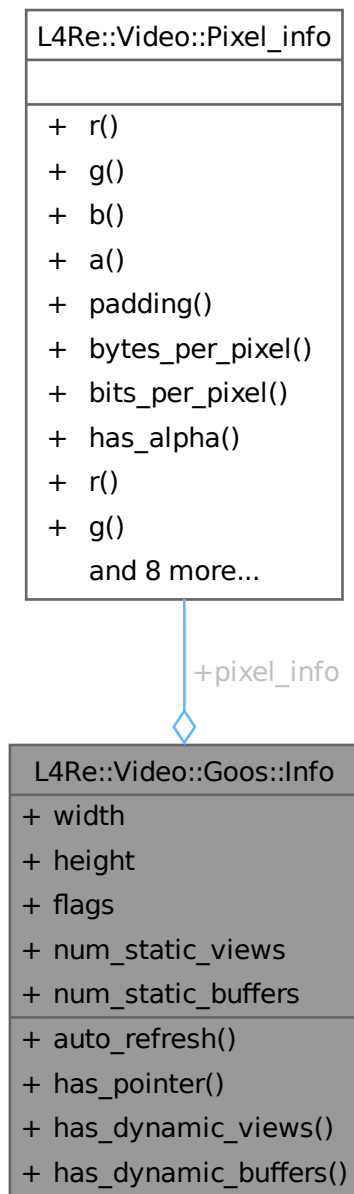 L4Re::Video::Pixel_info
+ r()
+ g()
+ b()
+ a()
+ padding()
+ bytes_per_pixel()
+ bits_per_pixel()
+ has_alpha()
+ r()
+ g()
and 8 more...
+pixel_info
L4Re::Video::Goos::Info
+ width
+ height
+ flags
+ num_static_views
+ num_static_buffers
+ auto_refresh()
+ has_pointer()
+ has_dynamic_views()
+ has_dynamic_buffers()